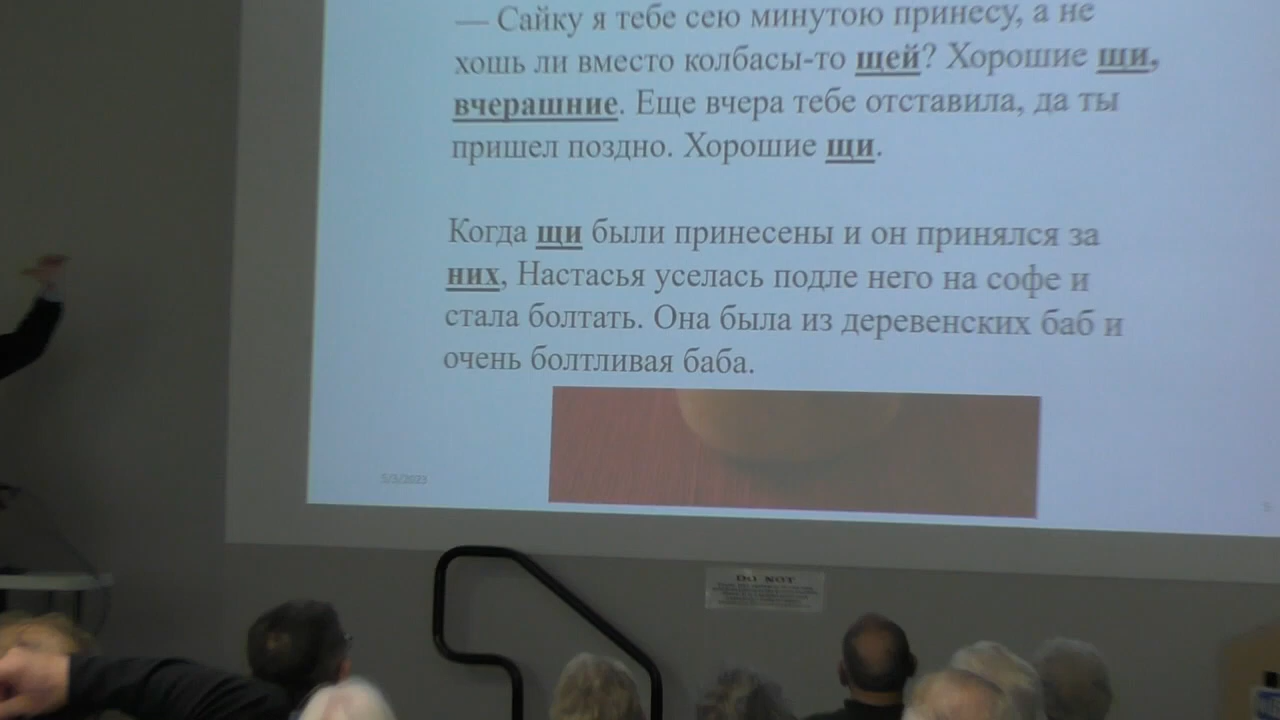 — Сайку я тебе сею минутою принесу, а не
хошь ли вместо колбасы-то щей? Хорошие щи,
вчерашние. Еще вчера тебе отставила, да ты
пришел поздно. Хорошие щи.
Когда щи были принесены и он принялся за
них, Настасья уселась подле него на софе и
стала болтать. Она была из деревенских баб и
очень болтливая баба.
5/3/2023
DO NOT